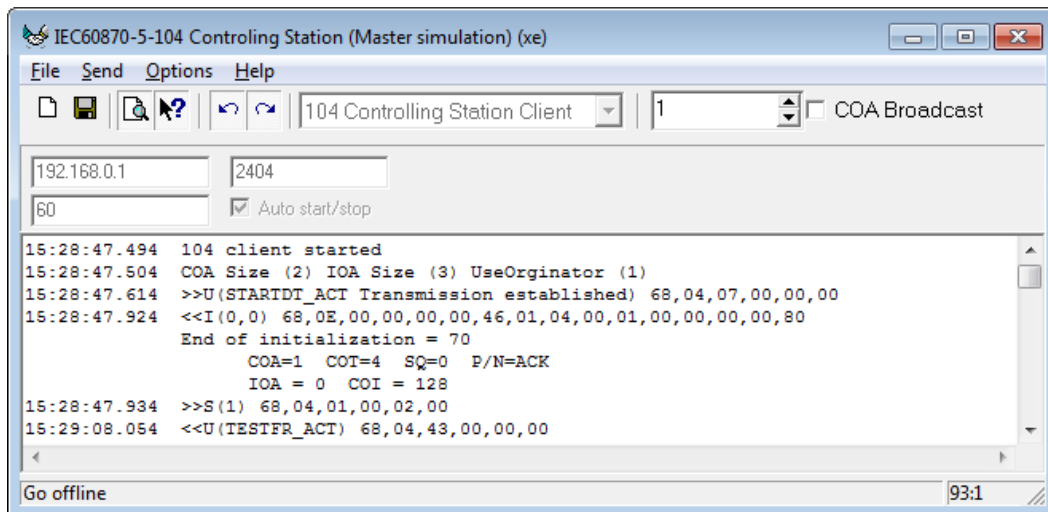 IEC60870-5-104 Controling Station (Master simulation) (xe)
File Send Options Help
104 Controlling Station Client 1 COA Broadcast
192.168.0.1 2404
60 Auto start/stop
15:28:47.494 104 client started
15:28:47.504 COA Size (2) IOA Size (3) UseOrginator (1)
15:28:47.614 >>U(STARTDT_ACT Transmission established) 68,04,07,00,00,00
15:28:47.924 <<I(0,0) 68,0E,00,00,00,00,46,01,04,00,01,00,00,00,00,80
End of initialization = 70
COA=1 COT=4 SQ=0 P/N=ACK
IOA = 0 COI = 128
15:28:47.934 >>S(1) 68,04,01,00,02,00
15:29:08.054 <<U(TESTFR_ACT) 68,04,43,00,00,00
Go offline 93:1